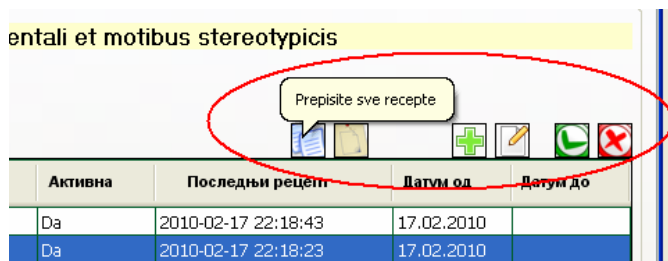 entali et motibus stereotypicis
Prepisite sve recepte
Активна Последњи рецепт Датум од Датум до
Da 2010-02-17 22:18:43 17.02.2010
Da 2010-02-17 22:18:23 17.02.2010